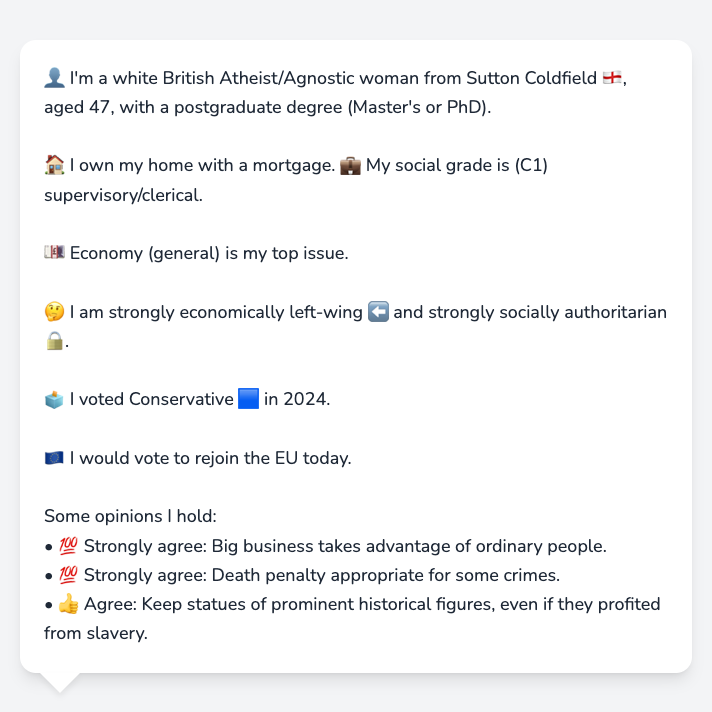 👤 I'm a white British Atheist/Agnostic woman from Sutton Coldfield 🏴󠁧󠁢󠁥󠁮󠁧󠁿,
aged 47, with a postgraduate degree (Master's or PhD).
🏠 I own my home with a mortgage. 💼 My social grade is (C1)
supervisory/clerical.
💷 Economy (general) is my top issue.
🤔 I am strongly economically left-wing ⬅️ and strongly socially authoritarian
🔒.
🗳️ I voted Conservative 🟦 in 2024.
🇪🇺 I would vote to rejoin the EU today.
Some opinions I hold:
• 💯 Strongly agree: Big business takes advantage of ordinary people.
• 💯 Strongly agree: Death penalty appropriate for some crimes.
• 👍 Agree: Keep statues of prominent historical figures, even if they profited
from slavery.